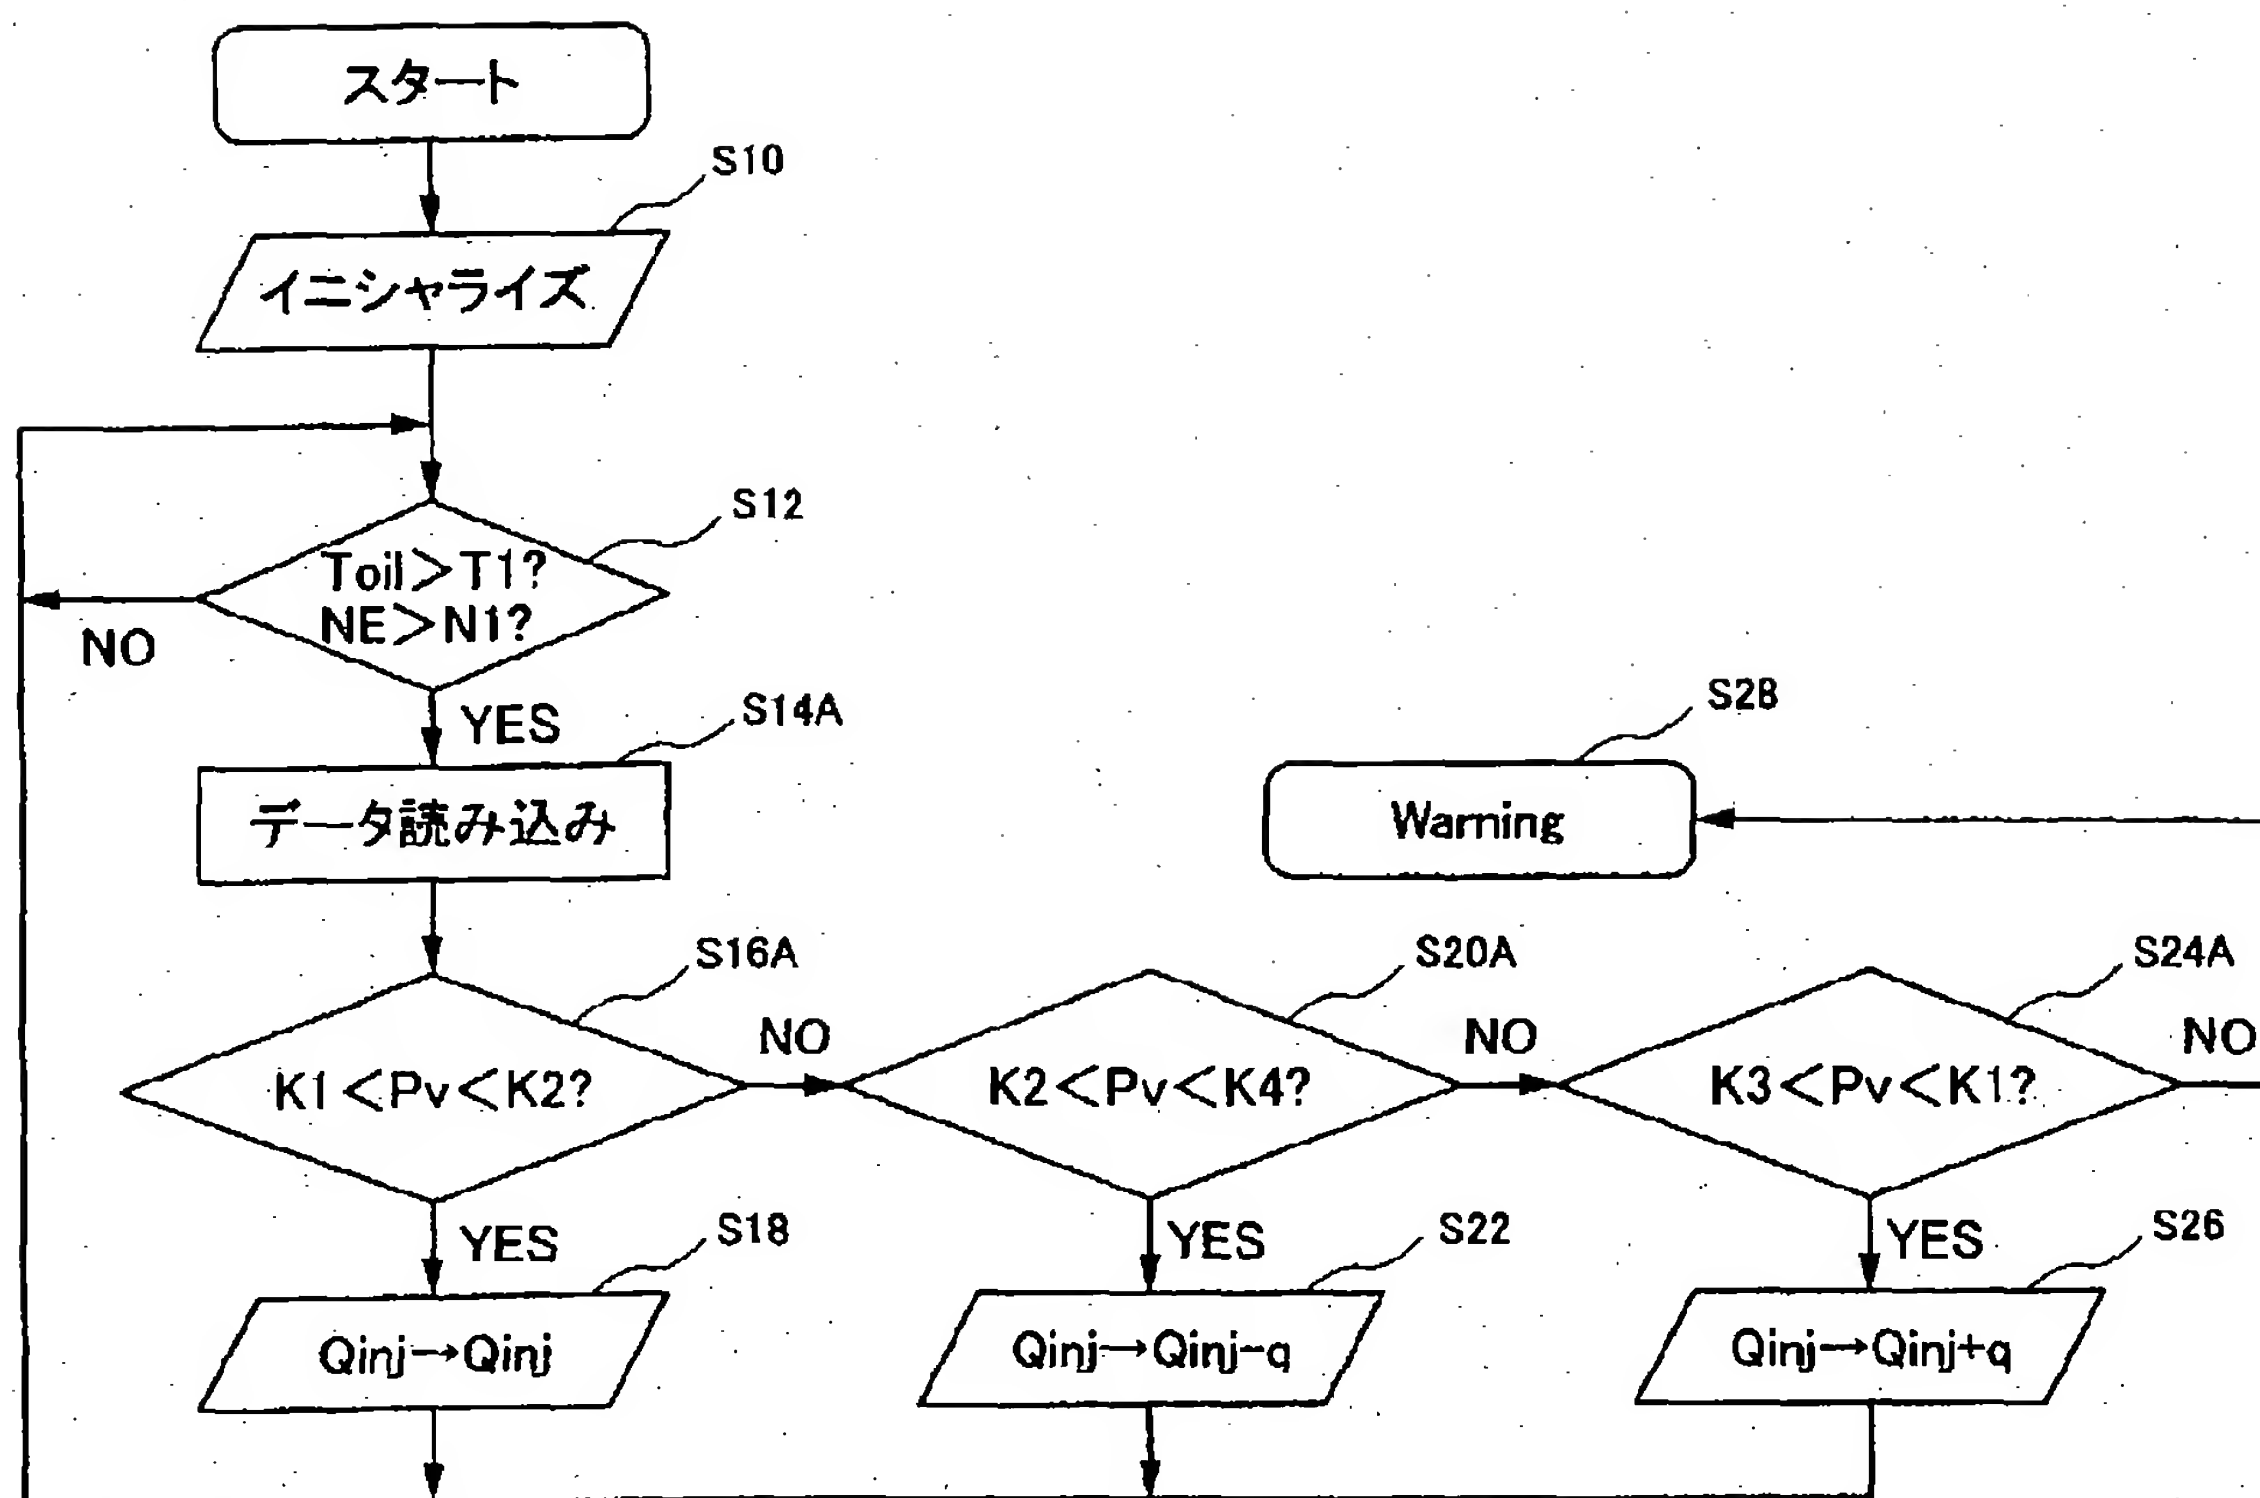 スタート
S10
イニシャライズ
S12
Toil＞T1?
NE＞N1?
NO
YES
S14A
データ読み込み
S28
Warning
S16A
K1＜Pv＜K2?
NO
S20A
K2＜Pv＜K4?
NO
S24A
K3＜Pv＜K1?
NO
YES
S18
Qinj→Qinj
YES
S22
Qinj→Qinj−q
YES
S26
Qinj→Qinj+q